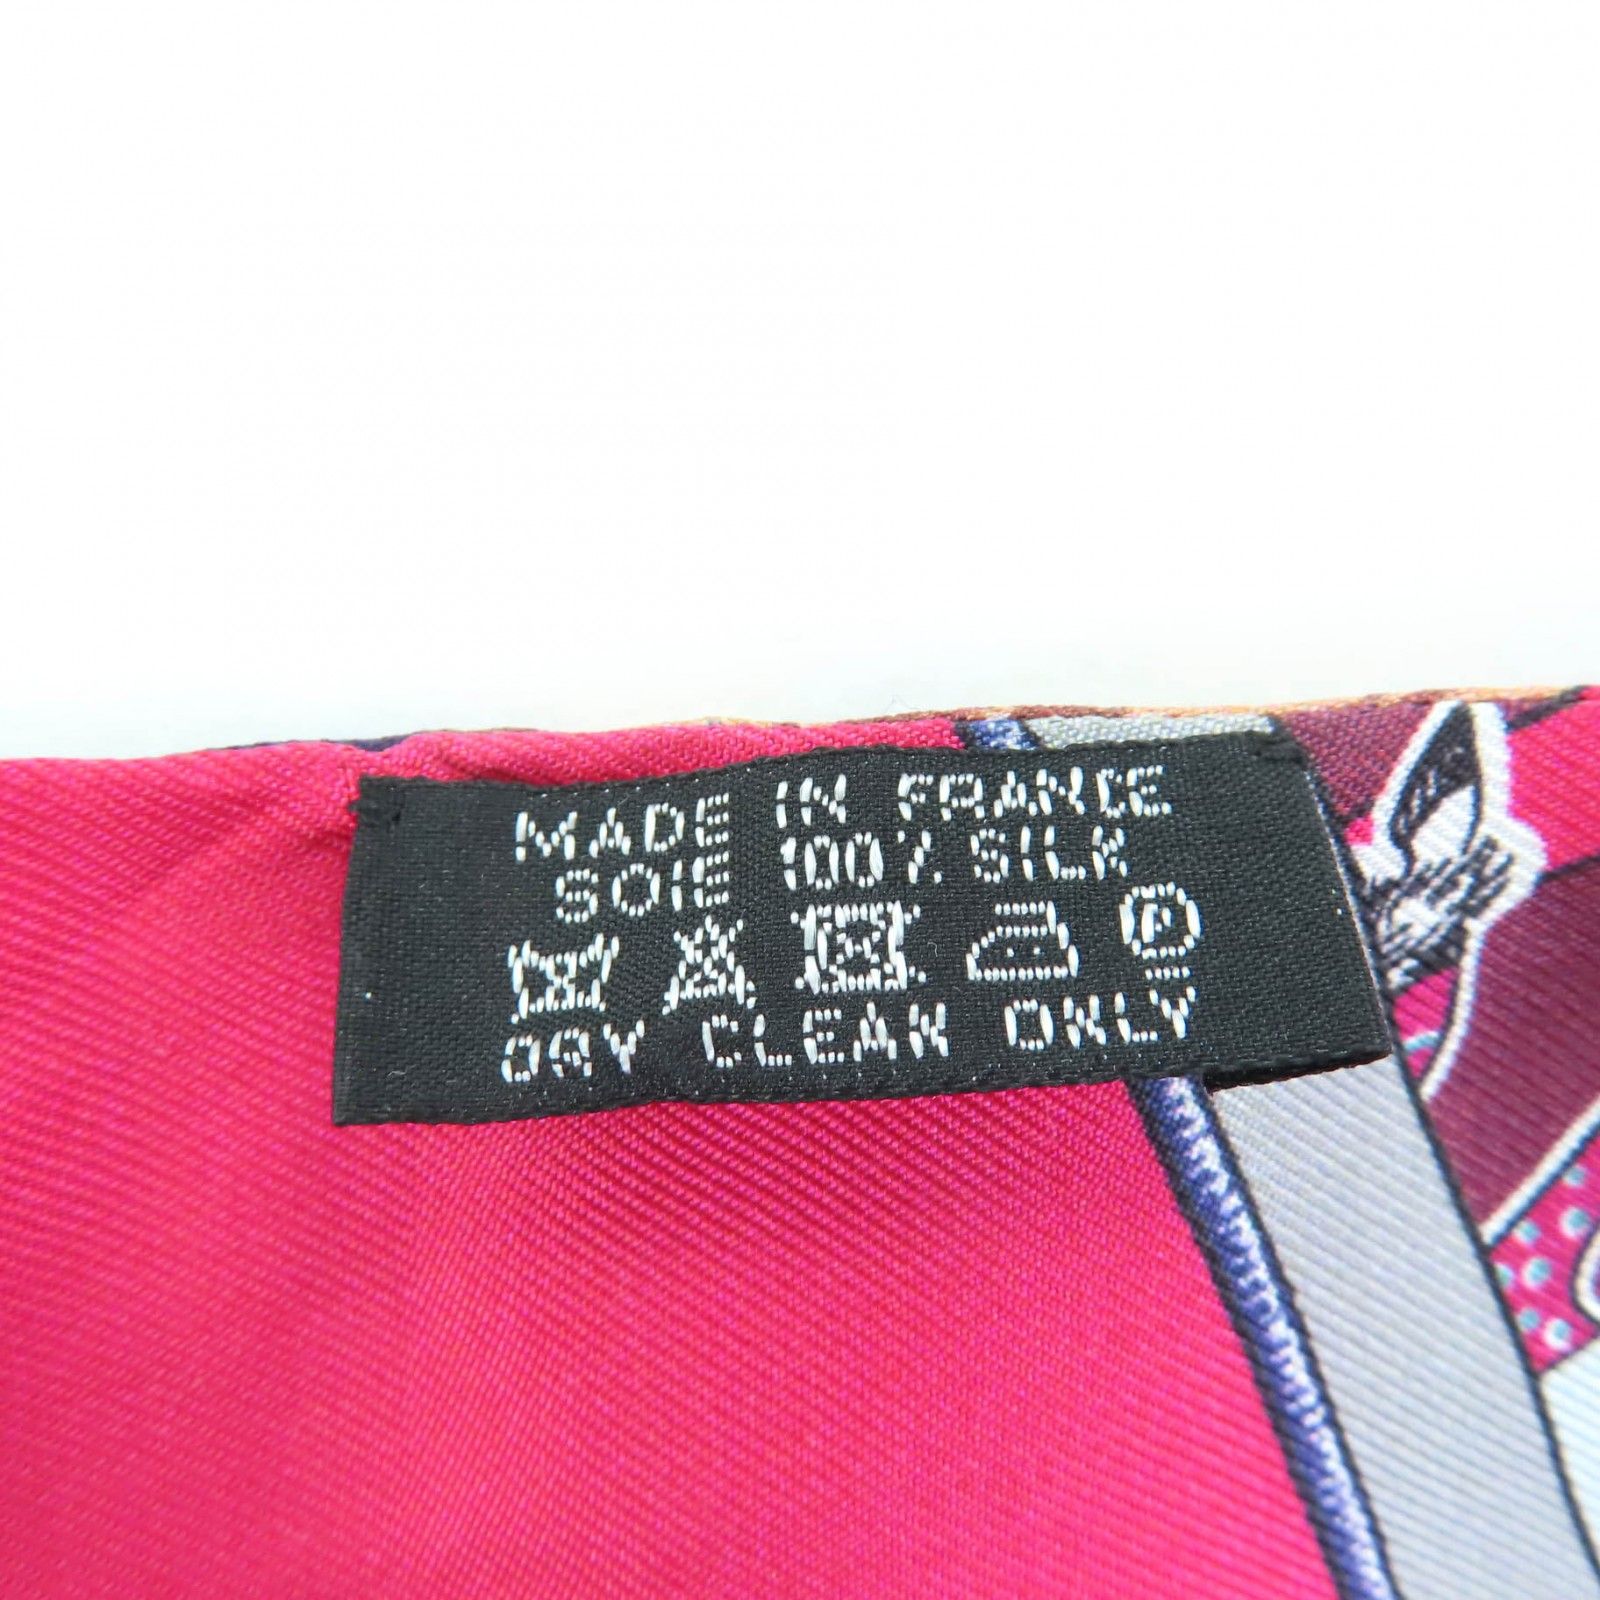 MADE IN FRANCE
SOIE 100% SILK
P
DRY CLEAN ONLY